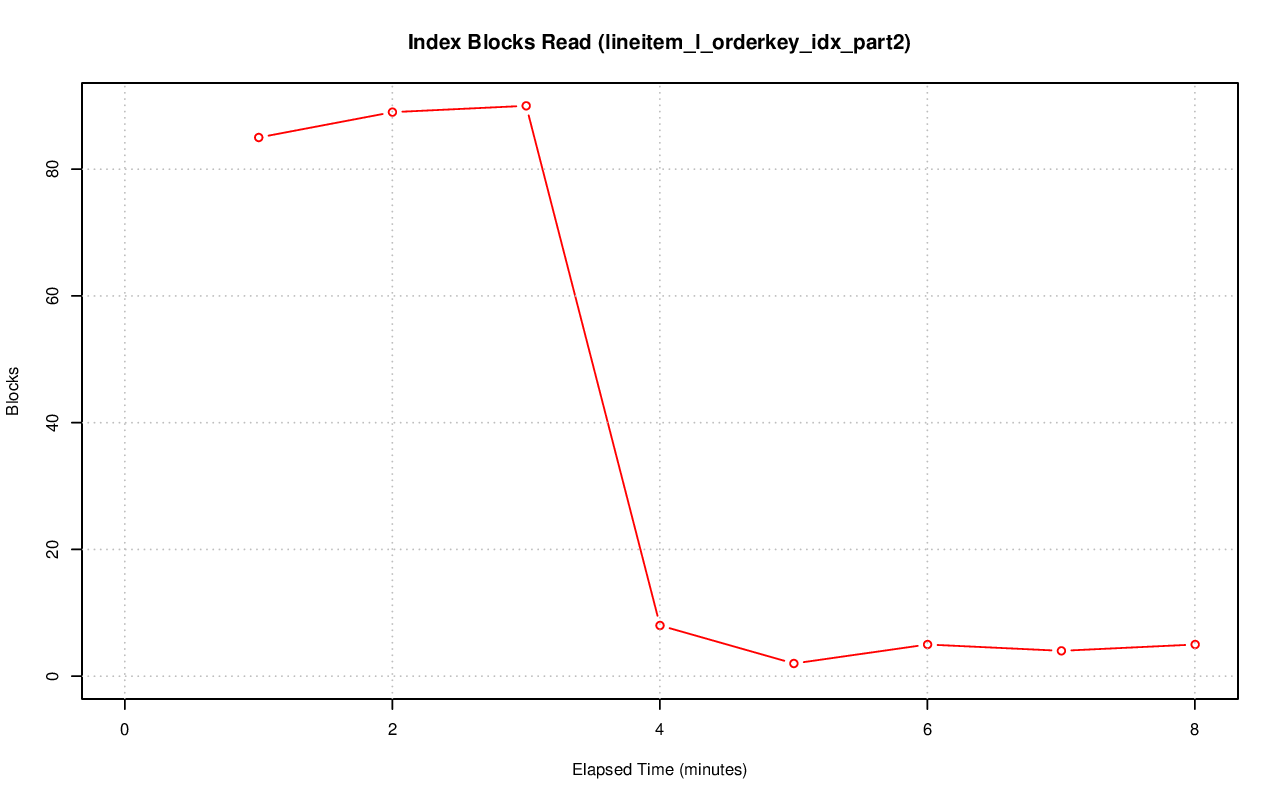 Index Blocks Read (lineitem_l_orderkey_idx_part2)
Blocks
80
60
40
20
0
0 2 4 6 8
Elapsed Time (minutes)